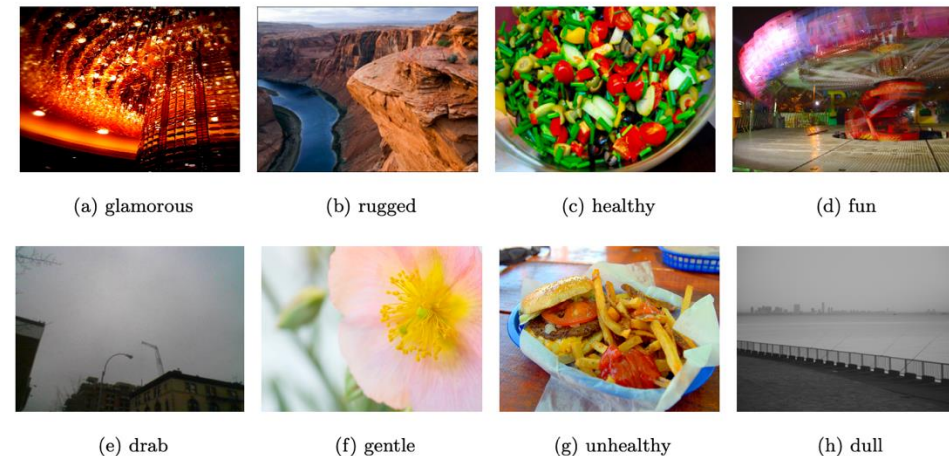 (a) glamorous
(b) rugged
(c) healthy
(d) fun
(e) drab
(f) gentle
(g) unhealthy
(h) dull